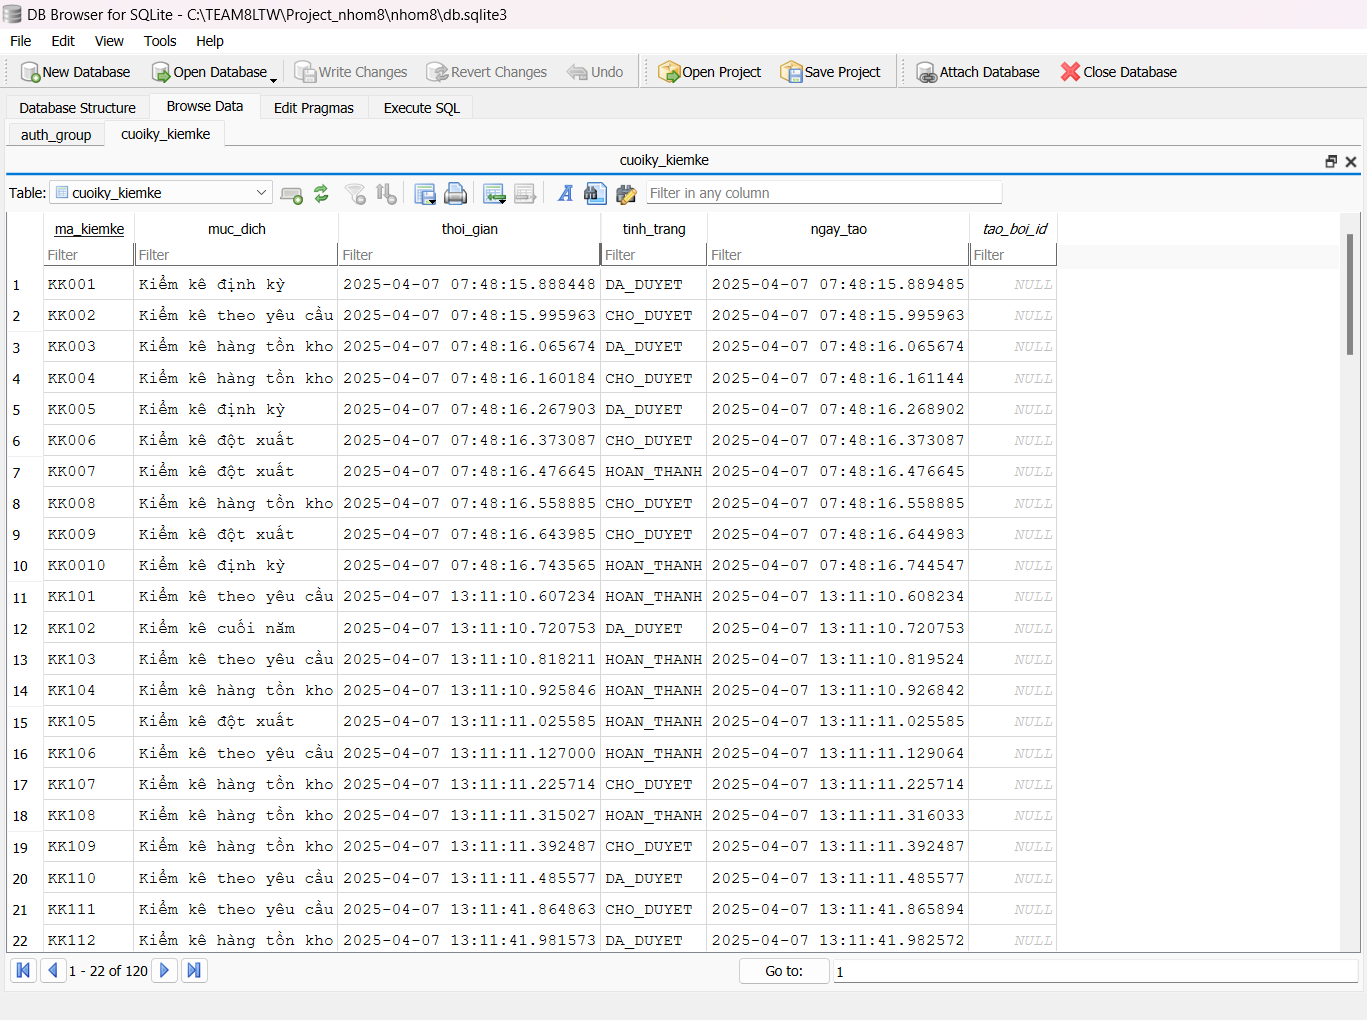 DB Browser for SQLite - C:\TEAM8LTW\Project_nhom8\nhom8\db.sqlite3
File Edit View Tools Help
New Database Open Database Write Changes Revert Changes Undo Open Project Save Project Attach Database Close Database
Database Structure Browse Data Edit Pragmas Execute SQL
auth_group cuoiky_kiemke
cuoiky_kiemke
Table: cuoiky_kiemke Filter in any column
ma_kiemke muc_dich thoi_gian tinh_trang ngay_tao tao_boi_id
Filter Filter Filter Filter Filter Filter
1 KK001 Kiểm kê định kỳ 2025-04-07 07:48:15.888448 DA_DUYET 2025-04-07 07:48:15.889485 NULL
2 KK002 Kiểm kê theo yêu cầu 2025-04-07 07:48:15.995963 CHO_DUYET 2025-04-07 07:48:15.995963 NULL
3 KK003 Kiểm kê hàng tồn kho 2025-04-07 07:48:16.065674 DA_DUYET 2025-04-07 07:48:16.065674 NULL
4 KK004 Kiểm kê hàng tồn kho 2025-04-07 07:48:16.160184 CHO_DUYET 2025-04-07 07:48:16.161144 NULL
5 KK005 Kiểm kê định kỳ 2025-04-07 07:48:16.267903 DA_DUYET 2025-04-07 07:48:16.268902 NULL
6 KK006 Kiểm kê đột xuất 2025-04-07 07:48:16.373087 CHO_DUYET 2025-04-07 07:48:16.373087 NULL
7 KK007 Kiểm kê đột xuất 2025-04-07 07:48:16.476645 HOAN_THANH 2025-04-07 07:48:16.476645 NULL
8 KK008 Kiểm kê hàng tồn kho 2025-04-07 07:48:16.558885 CHO_DUYET 2025-04-07 07:48:16.558885 NULL
9 KK009 Kiểm kê đột xuất 2025-04-07 07:48:16.643985 CHO_DUYET 2025-04-07 07:48:16.644983 NULL
10 KK0010 Kiểm kê định kỳ 2025-04-07 07:48:16.743565 HOAN_THANH 2025-04-07 07:48:16.744547 NULL
11 KK101 Kiểm kê theo yêu cầu 2025-04-07 13:11:10.607234 HOAN_THANH 2025-04-07 13:11:10.608234 NULL
12 KK102 Kiểm kê cuối năm 2025-04-07 13:11:10.720753 DA_DUYET 2025-04-07 13:11:10.720753 NULL
13 KK103 Kiểm kê theo yêu cầu 2025-04-07 13:11:10.818211 HOAN_THANH 2025-04-07 13:11:10.819524 NULL
14 KK104 Kiểm kê hàng tồn kho 2025-04-07 13:11:10.925846 HOAN_THANH 2025-04-07 13:11:10.926842 NULL
15 KK105 Kiểm kê đột xuất 2025-04-07 13:11:11.025585 HOAN_THANH 2025-04-07 13:11:11.025585 NULL
16 KK106 Kiểm kê theo yêu cầu 2025-04-07 13:11:11.127000 HOAN_THANH 2025-04-07 13:11:11.129064 NULL
17 KK107 Kiểm kê hàng tồn kho 2025-04-07 13:11:11.225714 CHO_DUYET 2025-04-07 13:11:11.225714 NULL
18 KK108 Kiểm kê hàng tồn kho 2025-04-07 13:11:11.315027 HOAN_THANH 2025-04-07 13:11:11.316033 NULL
19 KK109 Kiểm kê hàng tồn kho 2025-04-07 13:11:11.392487 CHO_DUYET 2025-04-07 13:11:11.392487 NULL
20 KK110 Kiểm kê theo yêu cầu 2025-04-07 13:11:11.485577 DA_DUYET 2025-04-07 13:11:11.485577 NULL
21 KK111 Kiểm kê theo yêu cầu 2025-04-07 13:11:41.864863 CHO_DUYET 2025-04-07 13:11:41.865894 NULL
22 KK112 Kiểm kê hàng tồn kho 2025-04-07 13:11:41.981573 DA_DUYET 2025-04-07 13:11:41.982572 NULL
1 - 22 of 120 Go to: 1